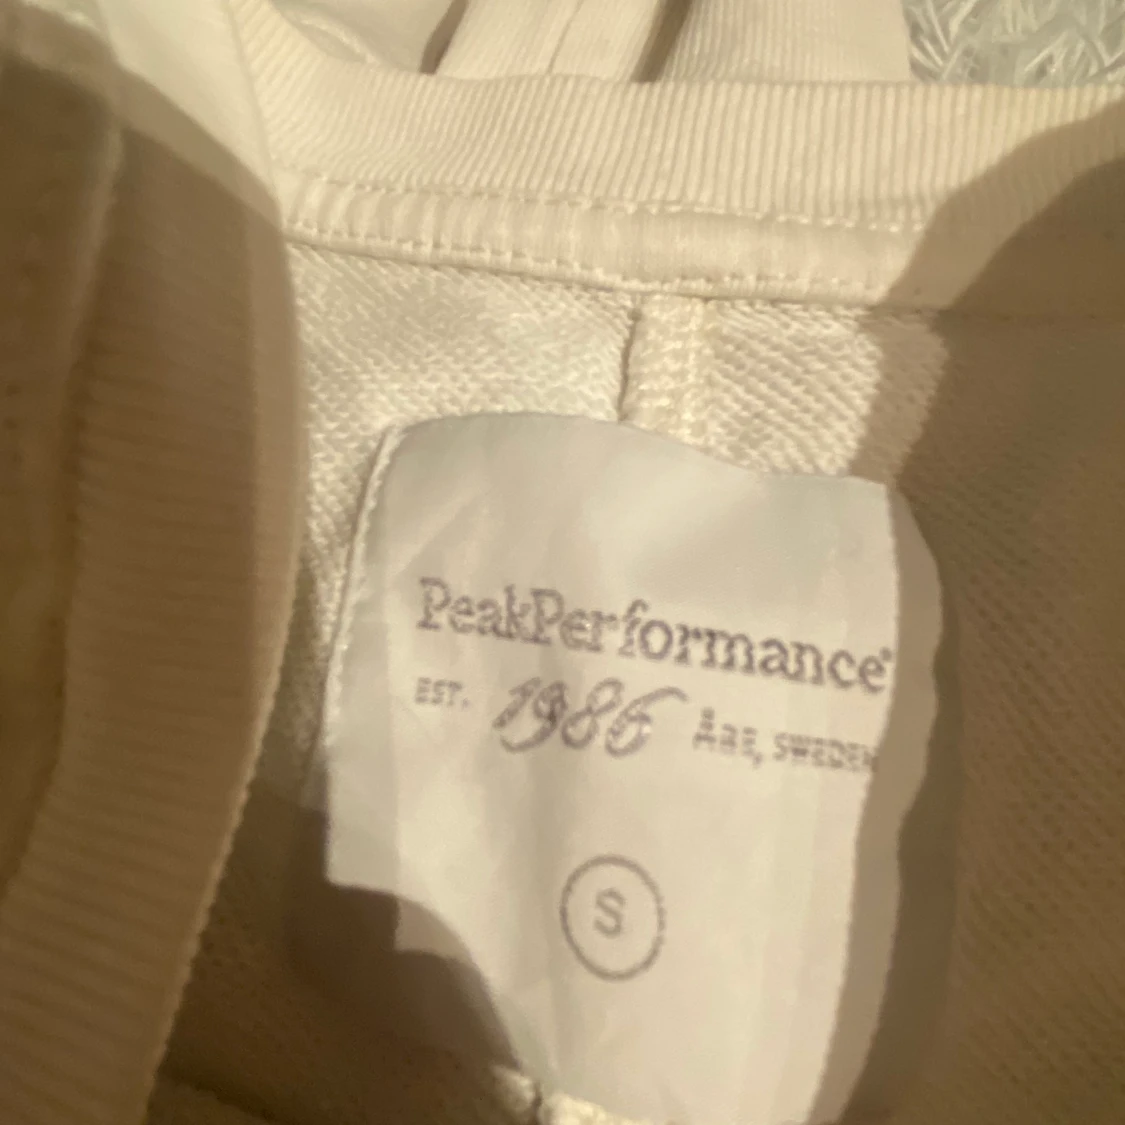 PeakPerformance®
EST. 1986 ÅRE, SWEDEN
S